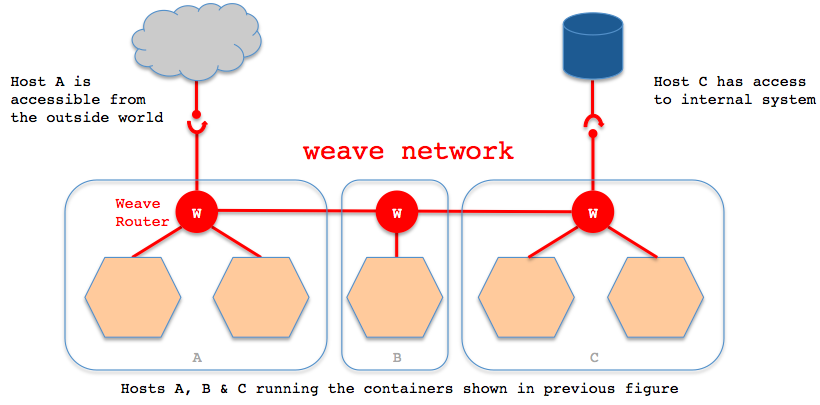 Host A is
accessible from
the outside world
Host C has access
to internal system
weave network
Weave
Router
W
W
W
A
B
C
Hosts A, B & C running the containers shown in previous figure